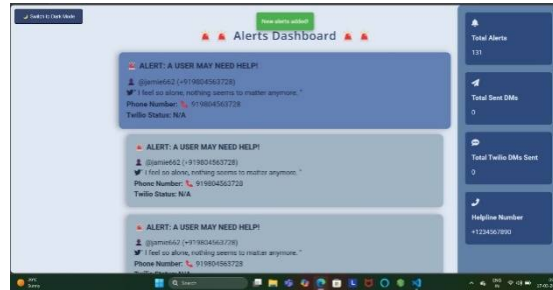 Switch to Dark Mode
New alerts added!
Alerts Dashboard
ALERT: A USER MAY NEED HELP!
@jamie662 (+919804563728)
" I feel so alone, nothing seems to matter anymore. "
Phone Number: 919804563728
Twilio Status: N/A
ALERT: A USER MAY NEED HELP!
@jamie662 (+919804563728)
" I feel so alone, nothing seems to matter anymore. "
Phone Number: 919804563728
Twilio Status: N/A
ALERT: A USER MAY NEED HELP!
@jamie662 (+919804563728)
" I feel so alone, nothing seems to matter anymore. "
Phone Number: 919804563728
Total Alerts
131
Total Sent DMs
0
Total Twilio DMs Sent
0
Helpline Number
+1234567890
Sunny
Search
ENG